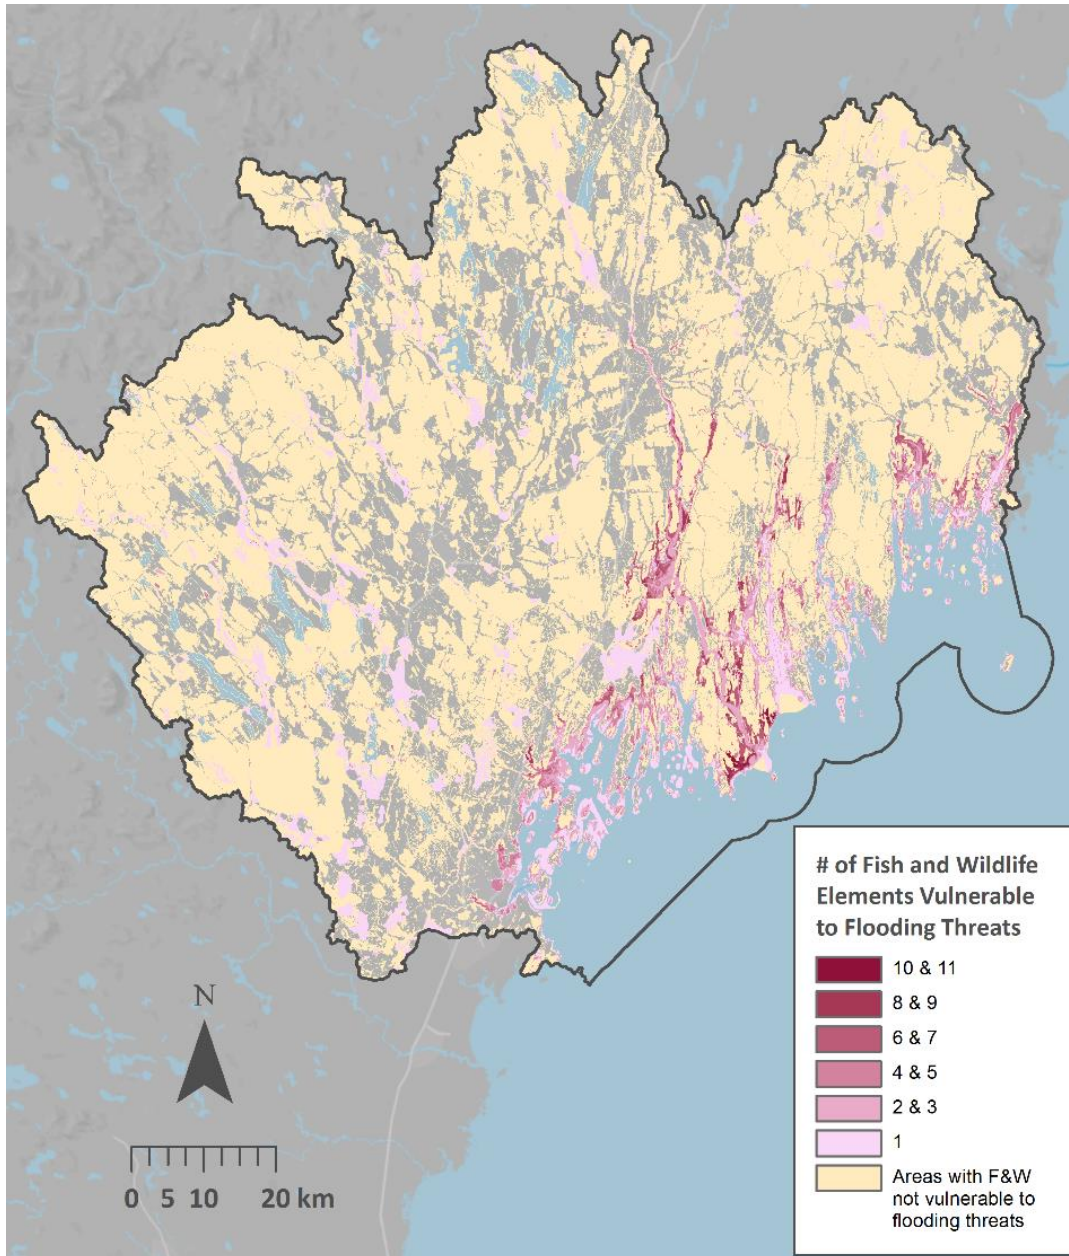 # of Fish and Wildlife
Elements Vulnerable
to Flooding Threats
10 & 11
8 & 9
6 & 7
4 & 5
2 & 3
1
Areas with F&W
not vulnerable to
flooding threats
N
0 5 10 20 km